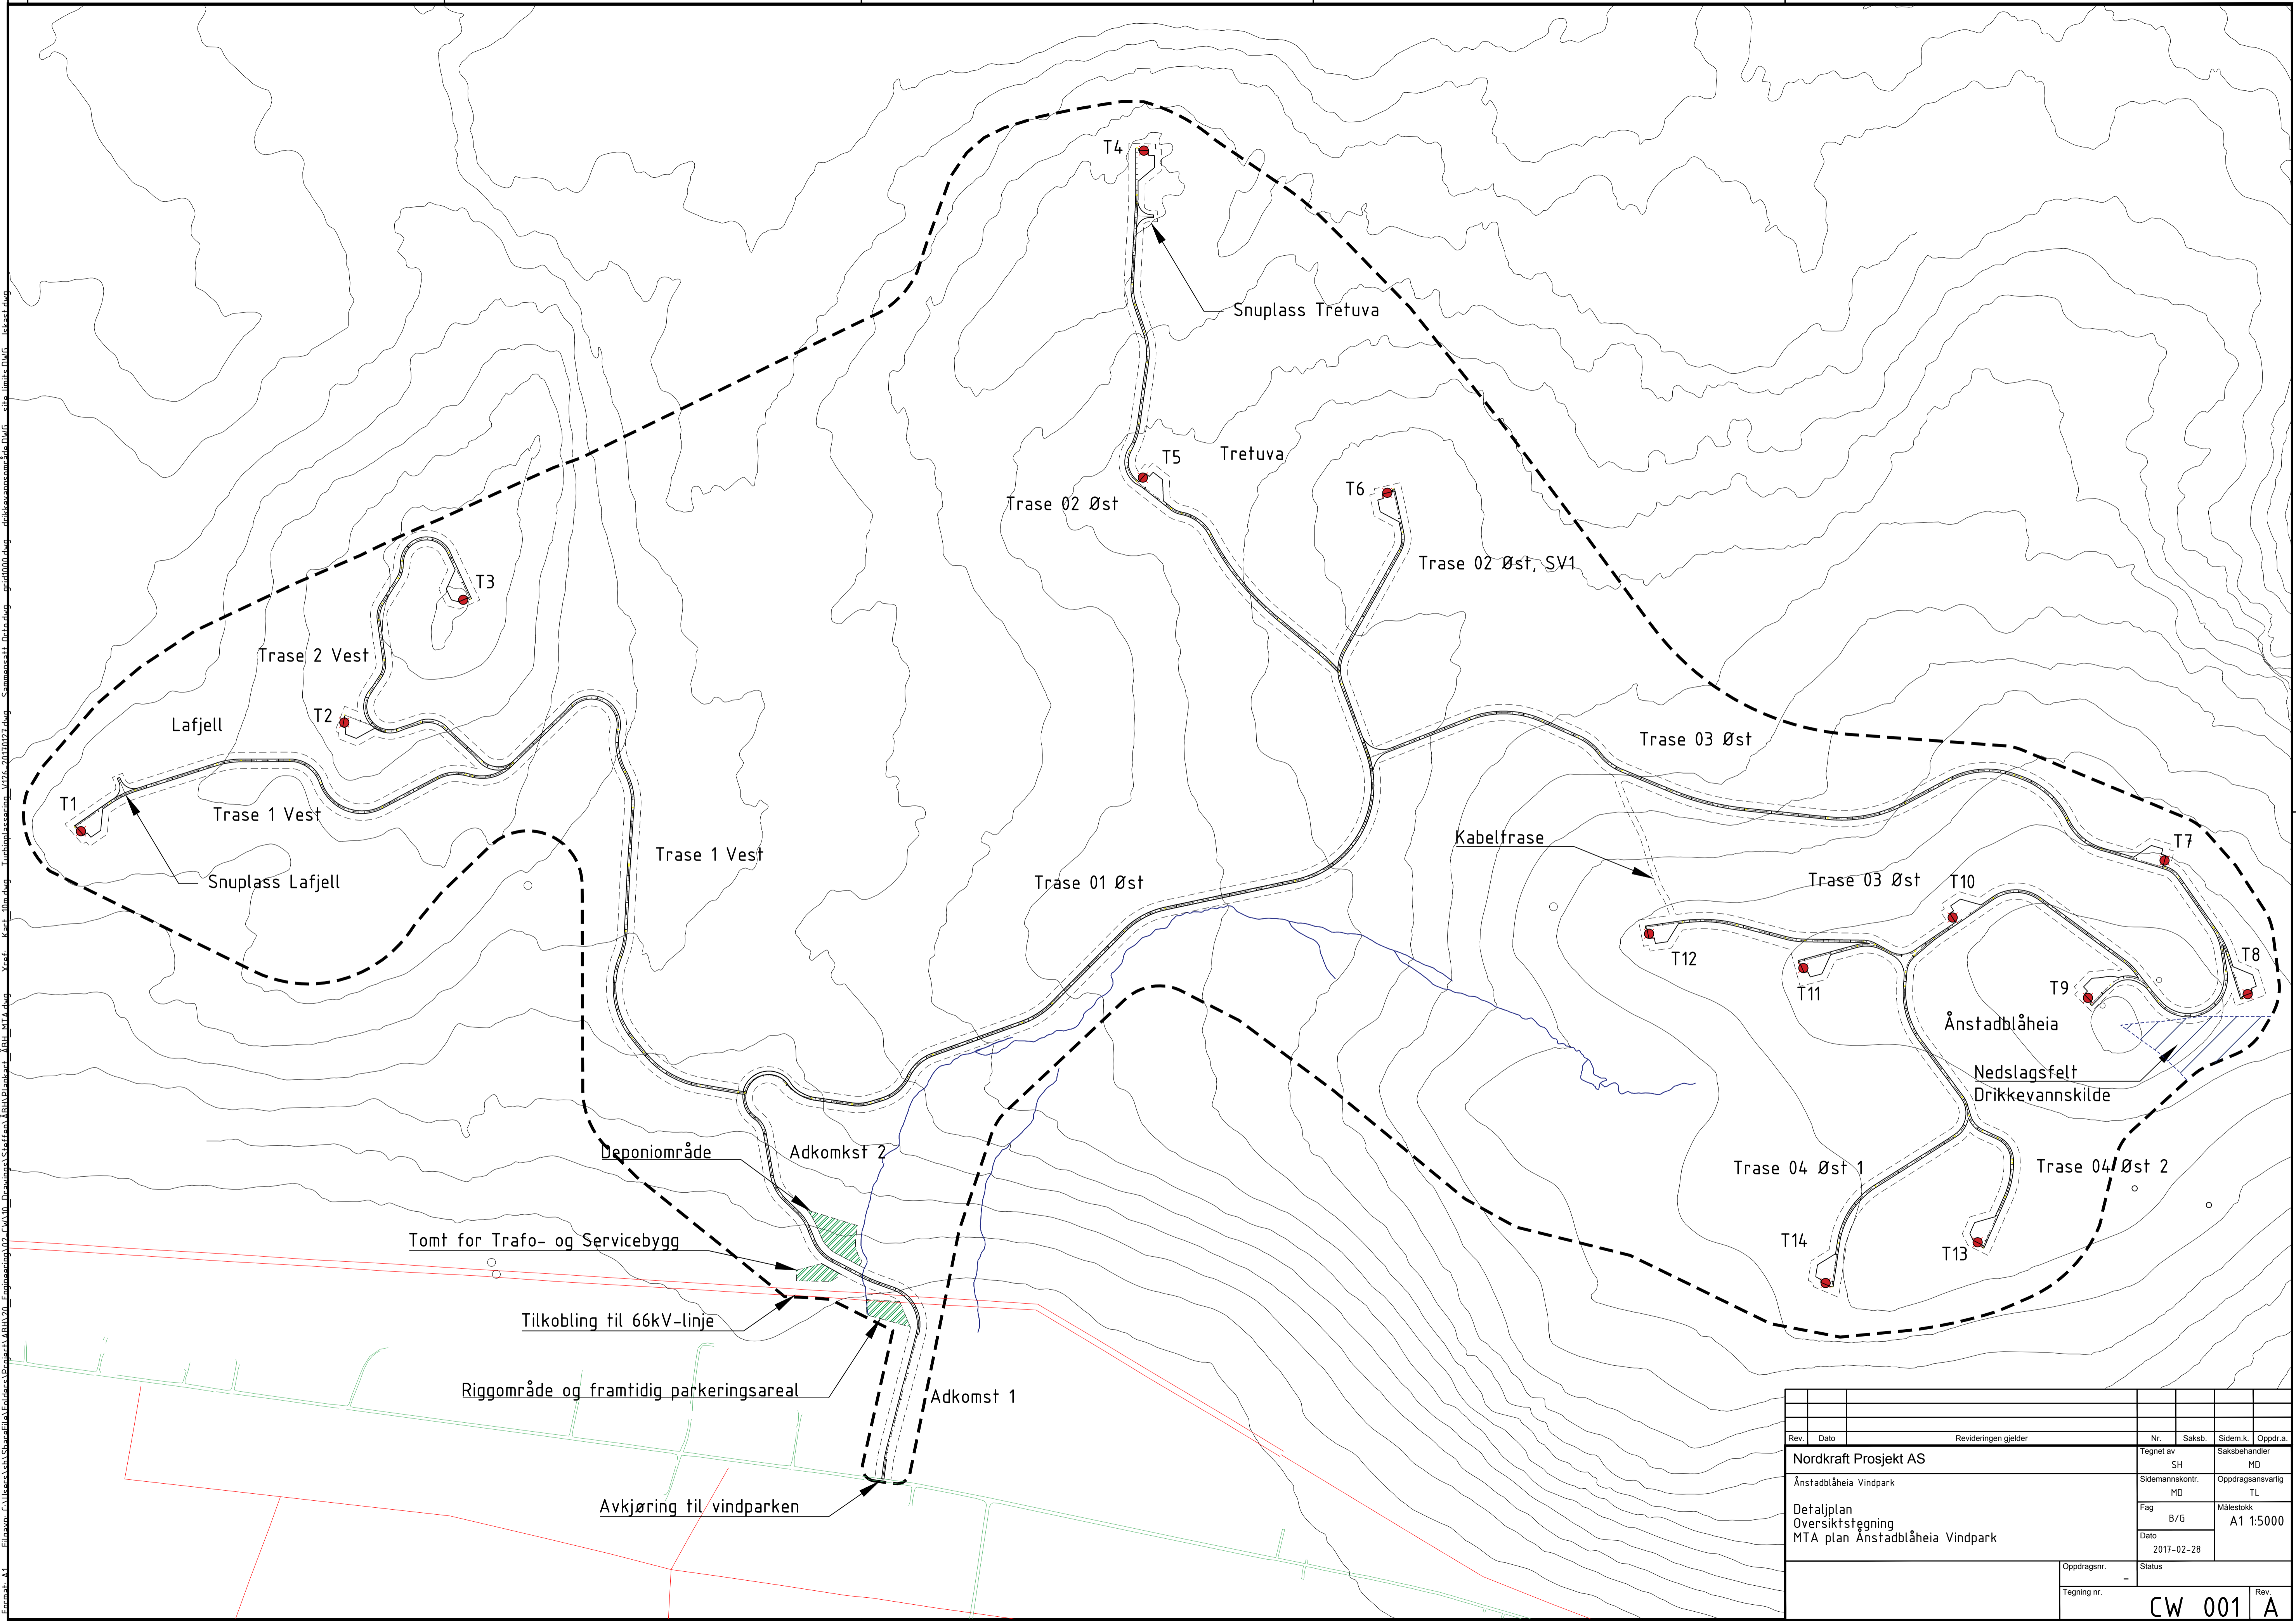 T4
Snuplass Tretuva
T5
Tretuva
T6
Trase 02 Øst
Trase 02 Øst, SV1
T3
Trase 2 Vest
T2
Lafjell
Trase 03 Øst
T1
Trase 1 Vest
Kabeltrase
T7
Trase 1 Vest
Snuplass Lafjell
Trase 01 Øst
Trase 03 Øst
T10
T12
T8
T11
T9
Ånstadblåheia
Nedslagsfelt
Drikkevannskilde
Deponiområde
Adkomkst 2
Trase 04 Øst 1
Trase 04 Øst 2
Tomt for Trafo- og Servicebygg
T14
T13
Tilkobling til 66kV-linje
Riggområde og framtidig parkeringsareal
Adkomst 1
Avkjøring til vindparken
Rev. Dato Revideringen gjelder Nr. Saksb. Sidem.k. Oppdr.a.
Nordkraft Prosjekt AS
Tegnet av
SH
Saksbehandler
MD
Ånstadblåheia Vindpark
Sidemannskontr.
MD
Oppdragsansvarlig
TL
Detaljplan
Oversiktstegning
MTA plan Ånstadblåheia Vindpark
Fag
B/G
Målestokk
A1 1:5000
Dato
2017-02-28
Oppdragsnr.
-
Status
Tegning nr.
CW 001
Rev.
A